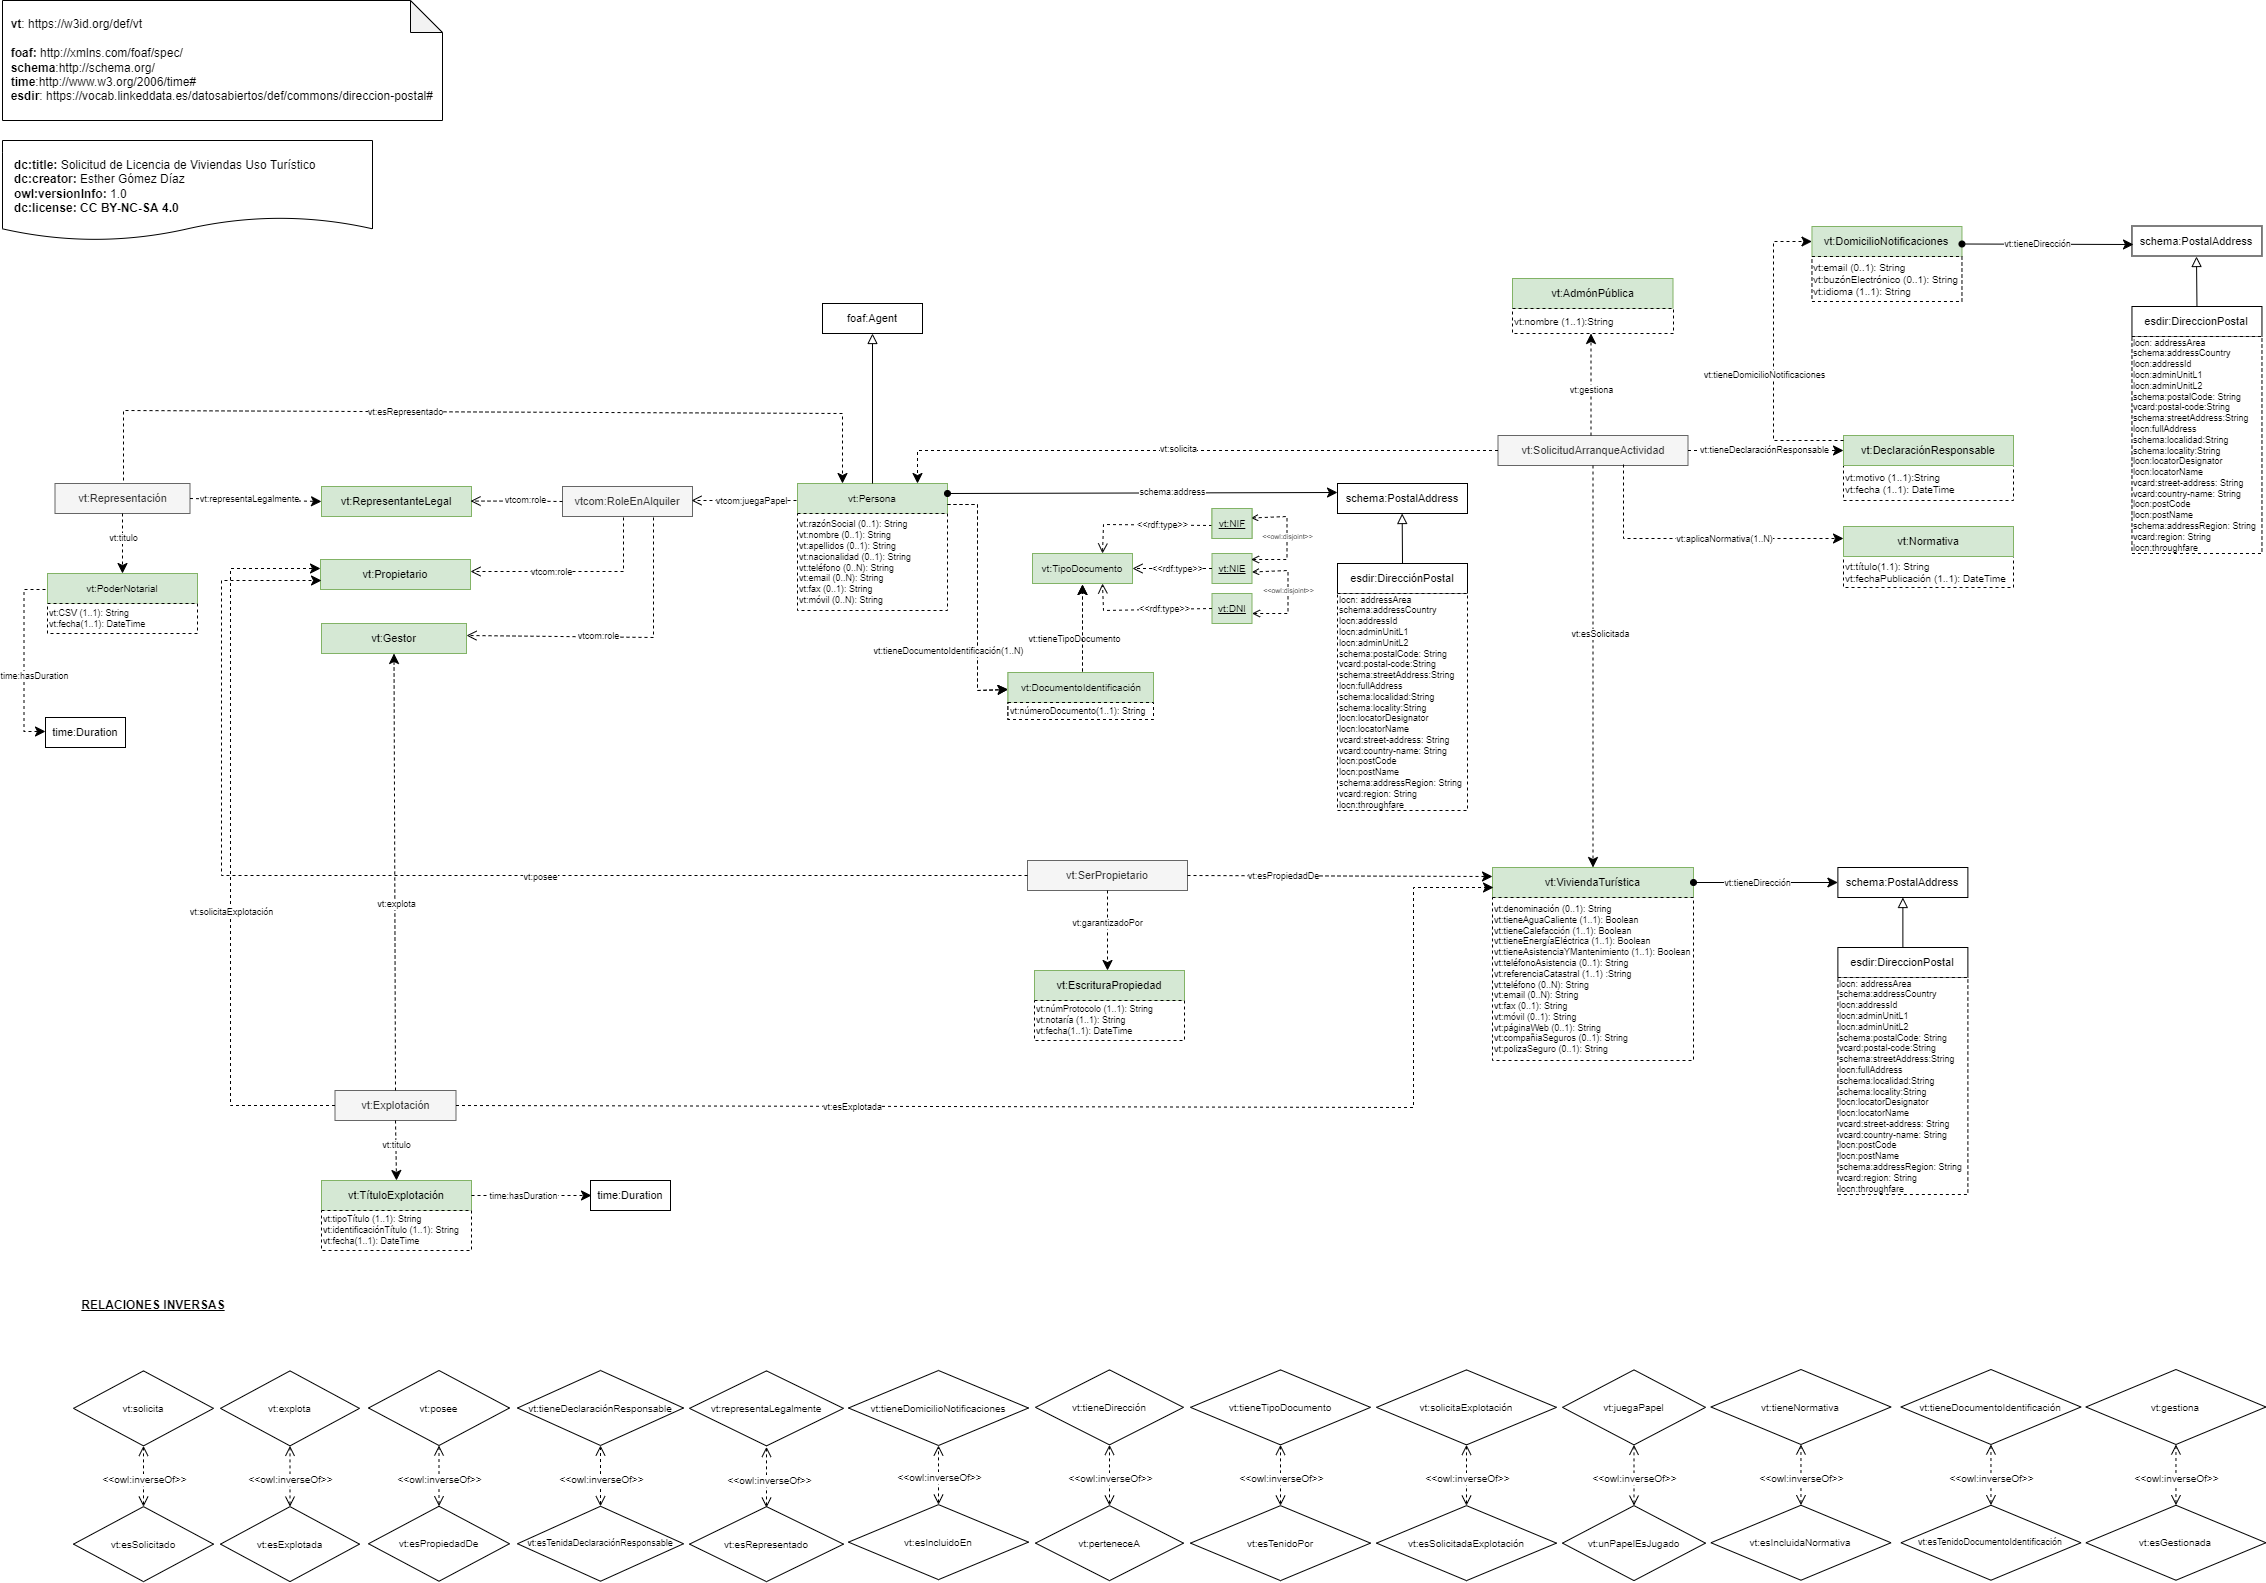 vt: https://w3id.org/def/vt
foaf: http://xmlns.com/foaf/spec/
schema:http://schema.org/
time:http://www.w3.org/2006/time#
esdir: https://vocab.linkeddata.es/datosabiertos/def/commons/direccion-postal#
dc:title: Solicitud de Licencia de Viviendas Uso Turístico
dc:creator: Esther Gómez Díaz
owl:versionInfo: 1.0
dc:license: CC BY-NC-SA 4.0
vt:DomicilioNotificaciones
vt:email (0..1): String
vt:buzónElectrónico (0..1): String
vt:idioma (1..1): String
vt:tieneDirección
schema:PostalAddress
esdir:DireccionPostal
locn: addressArea
schema:addressCountry
locn:addressId
locn:adminUnitL1
locn:adminUnitL2
schema:postalCode: String
vcard:postal-code:String
schema:streetAddress:String
locn:fullAddress
schema:localidad:String
schema:locality:String
locn:locatorDesignator
locn:locatorName
vcard:street-address: String
vcard:country-name: String
locn:postCode
locn:postName
schema:addressRegion: String
vcard:region: String
locn:throughfare
vt:AdmónPública
vt:nombre (1..1):String
vt:gestiona
vt:tieneDomicilioNotificaciones
foaf:Agent
vt:esRepresentado
vt:solicita
vt:SolicitudArranqueActividad
vt:tieneDeclaraciónResponsable
vt:DeclaraciónResponsable
vt:motivo (1..1):String
vt:fecha (1..1): DateTime
vt:aplicaNormativa(1..N)
vt:Normativa
vt:título(1.1): String
vt:fechaPublicación (1..1): DateTime
vt:Representación
vt:representaLegalmente
vt:RepresentanteLegal
vtcom:role
vtcom:RoleEnAlquiler
vtcom:juegaPapel
vt:Persona
vt:razónSocial (0..1): String
vt:nombre (0..1): String
vt:apellidos (0..1): String
vt:nacionalidad (0..1): String
vt:teléfono (0..N): String
vt:email (0..N): String
vt:fax (0..1): String
vt:móvil (0..N): String
schema:address
schema:PostalAddress
esdir:DirecciónPostal
locn: addressArea
schema:addressCountry
locn:addressId
locn:adminUnitL1
locn:adminUnitL2
schema:postalCode: String
vcard:postal-code:String
schema:streetAddress:String
locn:fullAddress
schema:localidad:String
schema:locality:String
locn:locatorDesignator
locn:locatorName
vcard:street-address: String
vcard:country-name: String
locn:postCode
locn:postName
schema:addressRegion: String
vcard:region: String
locn:throughfare
vt:título
vt:PoderNotarial
vt:CSV (1..1): String
vt:fecha(1..1): DateTime
time:hasDuration
time:Duration
vt:Propietario
vtcom:role
vt:Gestor
vtcom:role
vt:TipoDocumento
<<rdf:type>>
vt:NIF
<<owl:disjoint>>
<<rdf:type>>
vt:NIE
<<owl:disjoint>>
<<rdf:type>>
vt:DNI
vt:tieneTipoDocumento
vt:tieneDocumentoIdentificación(1..N)
vt:DocumentoIdentificación
vt:númeroDocumento(1..1): String
vt:esSolicitada
vt:posee
vt:SerPropietario
vt:esPropiedadDe
vt:garantizadoPor
vt:EscrituraPropiedad
vt:númProtocolo (1..1): String
vt:notaría (1..1): String
vt:fecha(1..1): DateTime
vt:ViviendaTurística
vt:denominación (0..1): String
vt:tieneAguaCaliente (1..1): Boolean
vt:tieneCalefacción (1..1): Boolean
vt:tieneEnergíaEléctrica (1..1): Boolean
vt:tieneAsistenciaYMantenimiento (1..1): Boolean
vt:teléfonoAsistencia (0..1): String
vt:referenciaCatastral (1..1) :String
vt:teléfono (0..N): String
vt:email (0..N): String
vt:fax (0..1): String
vt:móvil (0..1): String
vt:páginaWeb (0..1): String
vt:compañiaSeguros (0..1): String
vt:polizaSeguro (0..1): String
vt:tieneDirección
schema:PostalAddress
esdir:DireccionPostal
locn: addressArea
schema:addressCountry
locn:addressId
locn:adminUnitL1
locn:adminUnitL2
schema:postalCode: String
vcard:postal-code:String
schema:streetAddress:String
locn:fullAddress
schema:localidad:String
schema:locality:String
locn:locatorDesignator
locn:locatorName
vcard:street-address: String
vcard:country-name: String
locn:postCode
locn:postName
schema:addressRegion: String
vcard:region: String
locn:throughfare
vt:solicitaExplotación
vt:explota
vt:Explotación
vt:esExplotada
vt:título
vt:TítuloExplotación
vt:tipoTítulo (1..1): String
vt:identificaciónTítulo (1..1): String
vt:fecha(1..1): DateTime
time:hasDuration
time:Duration
RELACIONES INVERSAS
vt:solicita
<<owl:inverseOf>>
vt:esSolicitado
vt:explota
<<owl:inverseOf>>
vt:esExplotada
vt:posee
<<owl:inverseOf>>
vt:esPropiedadDe
vt:tieneDeclaraciónResponsable
<<owl:inverseOf>>
vt:esTenidaDeclaraciónResponsable
vt:representaLegalmente
<<owl:inverseOf>>
vt:esRepresentado
vt:tieneDomicilioNotificaciones
<<owl:inverseOf>>
vt:esIncluidoEn
vt:tieneDirección
<<owl:inverseOf>>
vt:perteneceA
vt:tieneTipoDocumento
<<owl:inverseOf>>
vt:esTenidoPor
vt:solicitaExplotación
<<owl:inverseOf>>
vt:esSolicitadaExplotación
vt:juegaPapel
<<owl:inverseOf>>
vt:unPapelEsJugado
vt:tieneNormativa
<<owl:inverseOf>>
vt:esIncluidaNormativa
vt:tieneDocumentoIdentificación
<<owl:inverseOf>>
vt:esTenidoDocumentoIdentificación
vt:gestiona
<<owl:inverseOf>>
vt:esGestionada